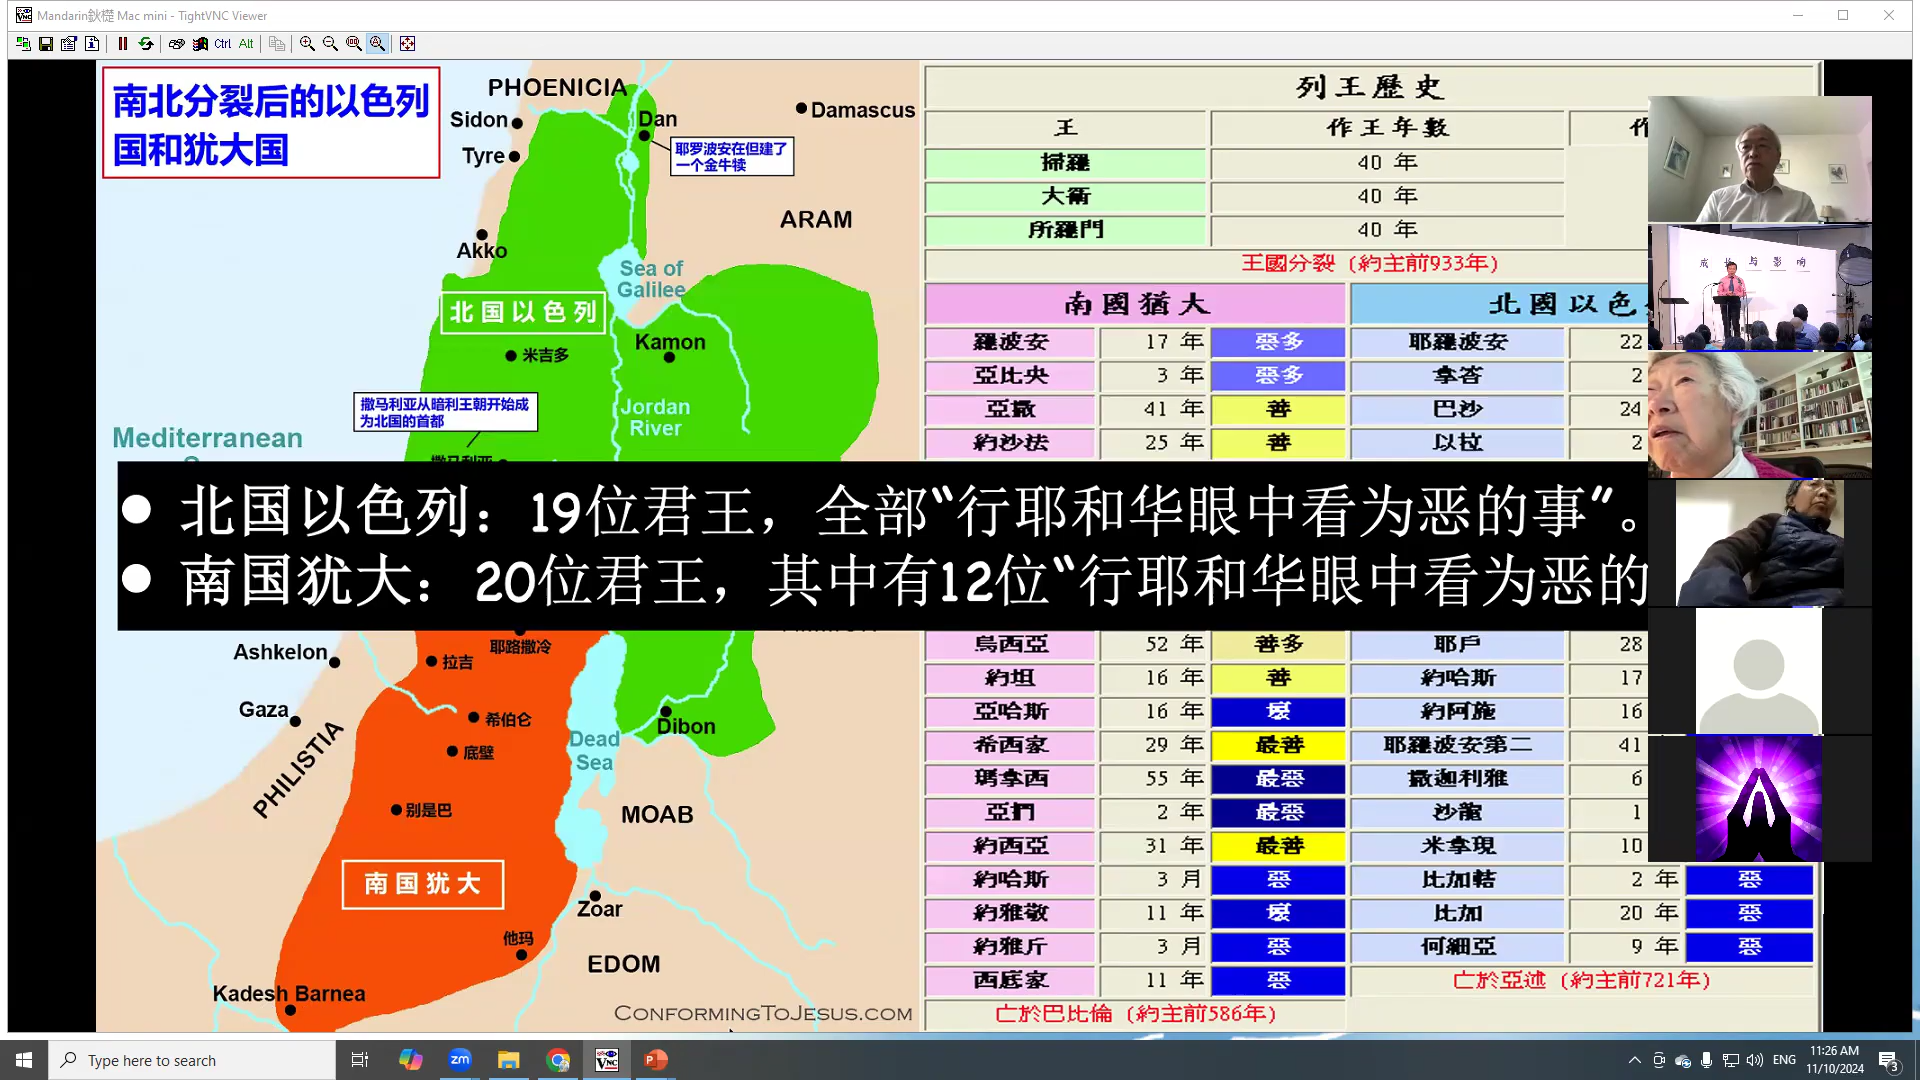 Mandarin鈥檚 Mac mini - TightVNC Viewer
Ctrl Alt
南北分裂后的以色列
国和犹大国
PHOENICIA
Sidon
Tyre
Dan
Damascus
耶罗波安在但建了
一个金牛犊
ARAM
Akko
Sea of
Galilee
北国以色列
Kamon
米吉多
撒马利亚从暗利王朝开始成
为北国的首都
Jordan
River
Mediterranean
撒马利亚
列王歷史
王 作王年數
掃羅 40 年
大衛 40 年
所羅門 40 年
王國分裂 (約主前933年)
南國猶大 北國以色
羅波安 17 年 惡多 耶羅波安 22
亞比央 3 年 惡多 拿答 2
亞撒 41 年 善 巴沙 24
約沙法 25 年 善 以拉 2
成长与影响
● 北国以色列：19位君王，全部“行耶和华眼中看为恶的事”。
● 南国犹大：20位君王，其中有12位“行耶和华眼中看为恶的
耶路撒冷
Ashkelon
拉吉
Gaza
希伯仑
底壁
PHILISTIA
Dibon
Dead
Sea
别是巴
MOAB
南国犹大
Zoar
他玛
EDOM
Kadesh Barnea
CONFORMINGTOJESUS.COM
烏西亞 52 年 善多 耶戶 28
約坦 16 年 善 約哈斯 17
亞哈斯 16 年 壞 約阿施 16
希西家 29 年 最善 耶羅波安第二 41
瑪拿西 55 年 最惡 撒迦利雅 6
亞們 2 年 最惡 沙龍 1
約西亞 31 年 最善 米拿現 10
約哈斯 3 月 惡 比加轄 2 年 惡
約雅敬 11 年 壞 比加 20 年 惡
約雅斤 3 月 惡 何細亞 9 年 惡
西底家 11 年 惡 亡於亞述 (約主前721年)
亡於巴比倫 (約主前586年)
Type here to search
zm
VNC
P
ENG
11:26 AM
11/10/2024
3